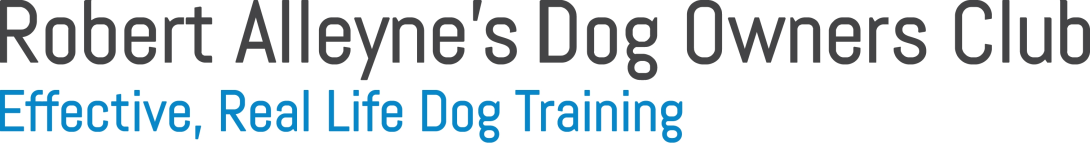 Robert Alleyne's Dog Owners Club
Effective, Real Life Dog Training